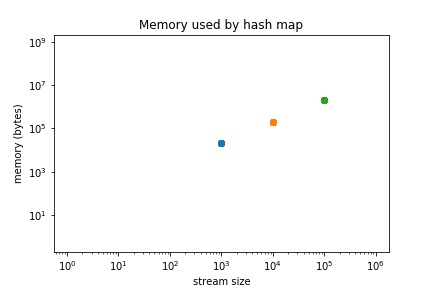 Memory used by hash map
memory (bytes)
10⁹
10⁷
10⁵
10³
10¹
10⁰ 10¹ 10² 10³ 10⁴ 10⁵ 10⁶
stream size